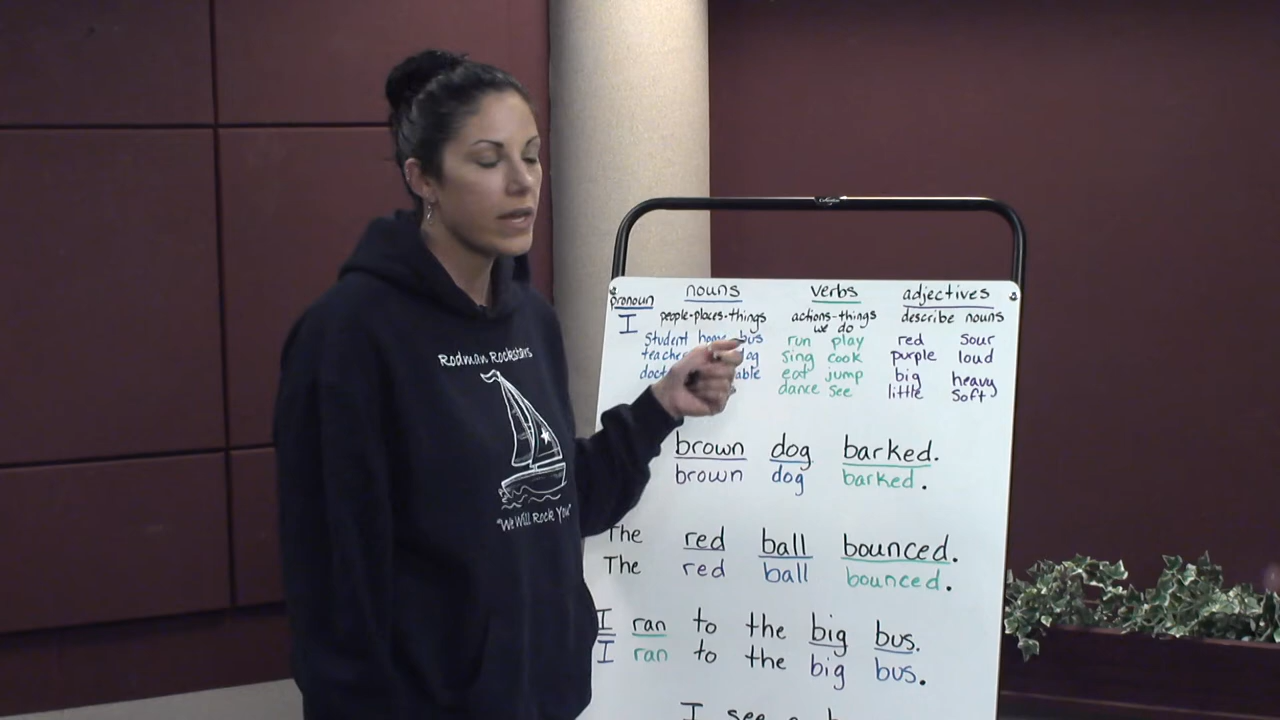 Rodman Rockstars
"We Will Rock You"
pronoun nouns verbs adjectives
I people-places-things actions-things we do describe nouns
student bus run play red sour
sing cook purple loud
eat jump big heavy
dance see little soft
brown dog barked.
brown dog barked.
The red ball bounced.
The red ball bounced.
I ran to the big bus.
I ran to the big bus.
I see